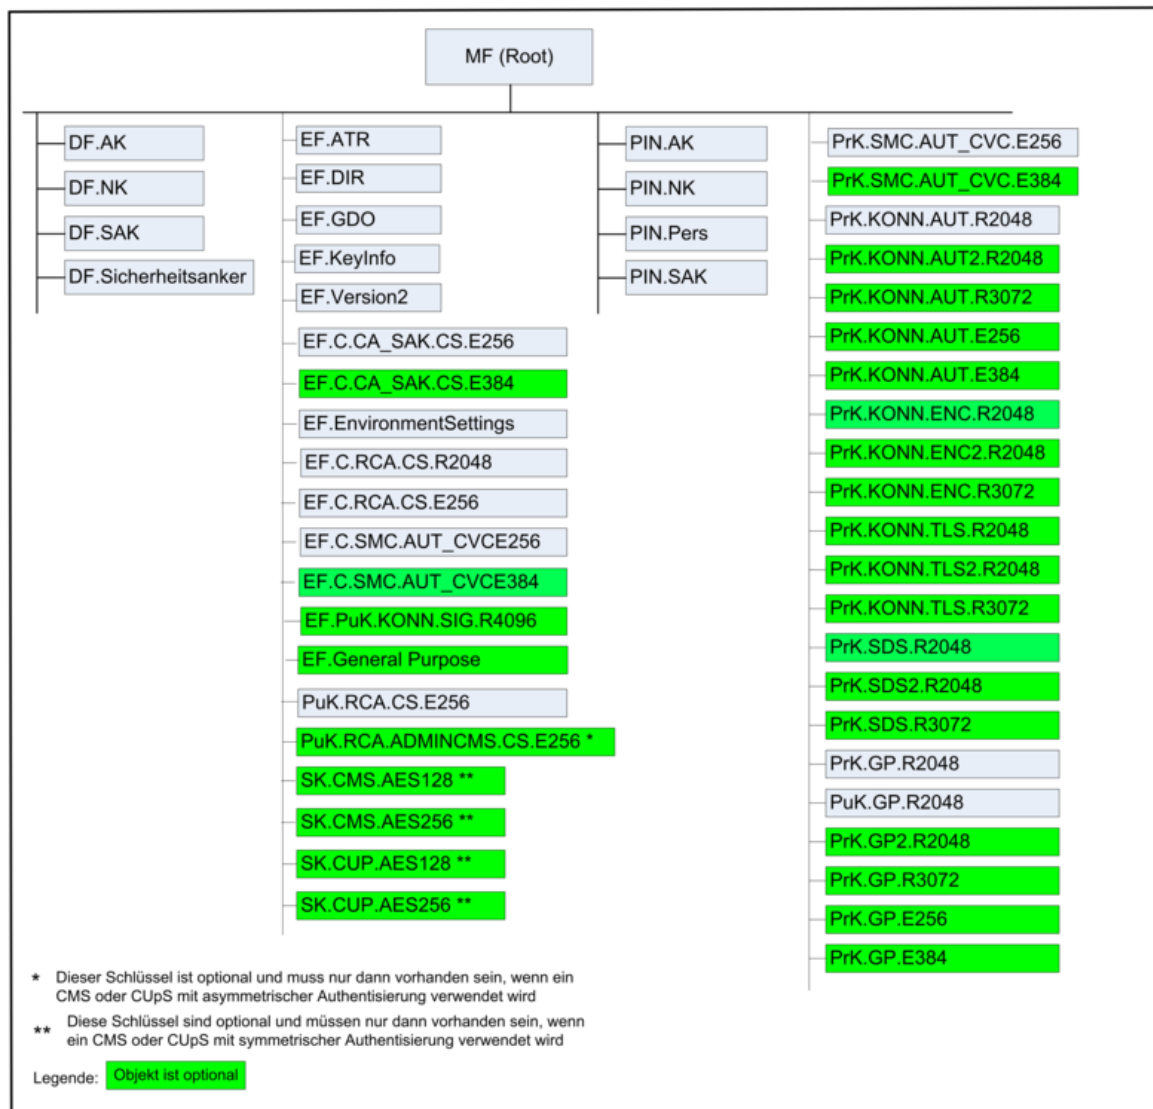 MF (Root)
DF.AK
DF.NK
DF.SAK
DF.Sicherheitsanker
EF.ATR
EF.DIR
EF.GDO
EF.KeyInfo
EF.Version2
EF.C.CA_SAK.CS.E256
EF.C.CA_SAK.CS.E384
EF.EnvironmentSettings
EF.C.RCA.CS.R2048
EF.C.RCA.CS.E256
EF.C.SMC.AUT_CVCE256
EF.C.SMC.AUT_CVCE384
EF.PuK.KONN.SIG.R4096
EF.General Purpose
PuK.RCA.CS.E256
PuK.RCA.ADMINCMS.CS.E256 *
SK.CMS.AES128 **
SK.CMS.AES256 **
SK.CUP.AES128 **
SK.CUP.AES256 **
PIN.AK
PIN.NK
PIN.Pers
PIN.SAK
PrK.SMC.AUT_CVC.E256
PrK.SMC.AUT_CVC.E384
PrK.KONN.AUT.R2048
PrK.KONN.AUT2.R2048
PrK.KONN.AUT.R3072
PrK.KONN.AUT.E256
PrK.KONN.AUT.E384
PrK.KONN.ENC.R2048
PrK.KONN.ENC2.R2048
PrK.KONN.ENC.R3072
PrK.KONN.TLS.R2048
PrK.KONN.TLS2.R2048
PrK.KONN.TLS.R3072
PrK.SDS.R2048
PrK.SDS2.R2048
PrK.SDS.R3072
PrK.GP.R2048
PuK.GP.R2048
PrK.GP2.R2048
PrK.GP.R3072
PrK.GP.E256
PrK.GP.E384
* Dieser Schlüssel ist optional und muss nur dann vorhanden sein, wenn ein
CMS oder CUpS mit asymmetrischer Authentisierung verwendet wird
** Diese Schlüssel sind optional und müssen nur dann vorhanden sein, wenn
ein CMS oder CUpS mit symmetrischer Authentisierung verwendet wird
Legende: Objekt ist optional